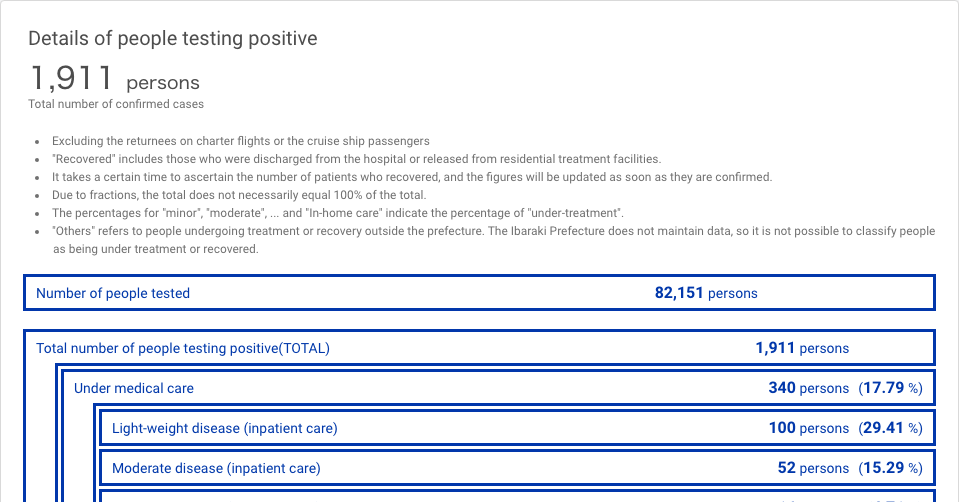 Details of people testing positive
1,911 persons
Total number of confirmed cases
• Excluding the returnees on charter flights or the cruise ship passengers
• "Recovered" includes those who were discharged from the hospital or released from residential treatment facilities.
• It takes a certain time to ascertain the number of patients who recovered, and the figures will be updated as soon as they are confirmed.
• Due to fractions, the total does not necessarily equal 100% of the total.
• The percentages for "minor", "moderate", ... and "In-home care" indicate the percentage of "under-treatment".
• "Others" refers to people undergoing treatment or recovery outside the prefecture. The Ibaraki Prefecture does not maintain data, so it is not possible to classify people
as being under treatment or recovered.
Number of people tested 82,151 persons
Total number of people testing positive(TOTAL) 1,911 persons
Under medical care 340 persons (17.79 %)
Light-weight disease (inpatient care) 100 persons (29.41 %)
Moderate disease (inpatient care) 52 persons (15.29 %)